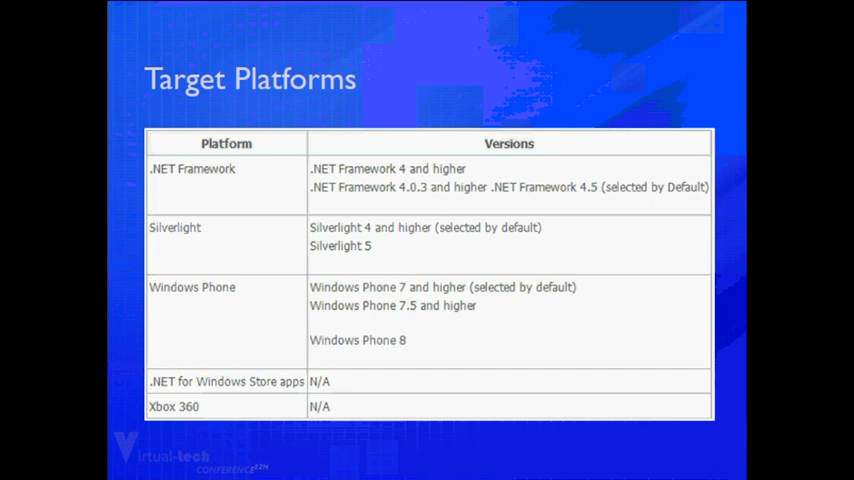 Target Platforms
Platform Versions
.NET Framework .NET Framework 4 and higher
.NET Framework 4.0.3 and higher .NET Framework 4.5 (selected by Default)
Silverlight Silverlight 4 and higher (selected by default)
Silverlight 5
Windows Phone Windows Phone 7 and higher (selected by default)
Windows Phone 7.5 and higher
Windows Phone 8
.NET for Windows Store apps N/A
Xbox 360 N/A
Virtual-tech
CONFERENCE